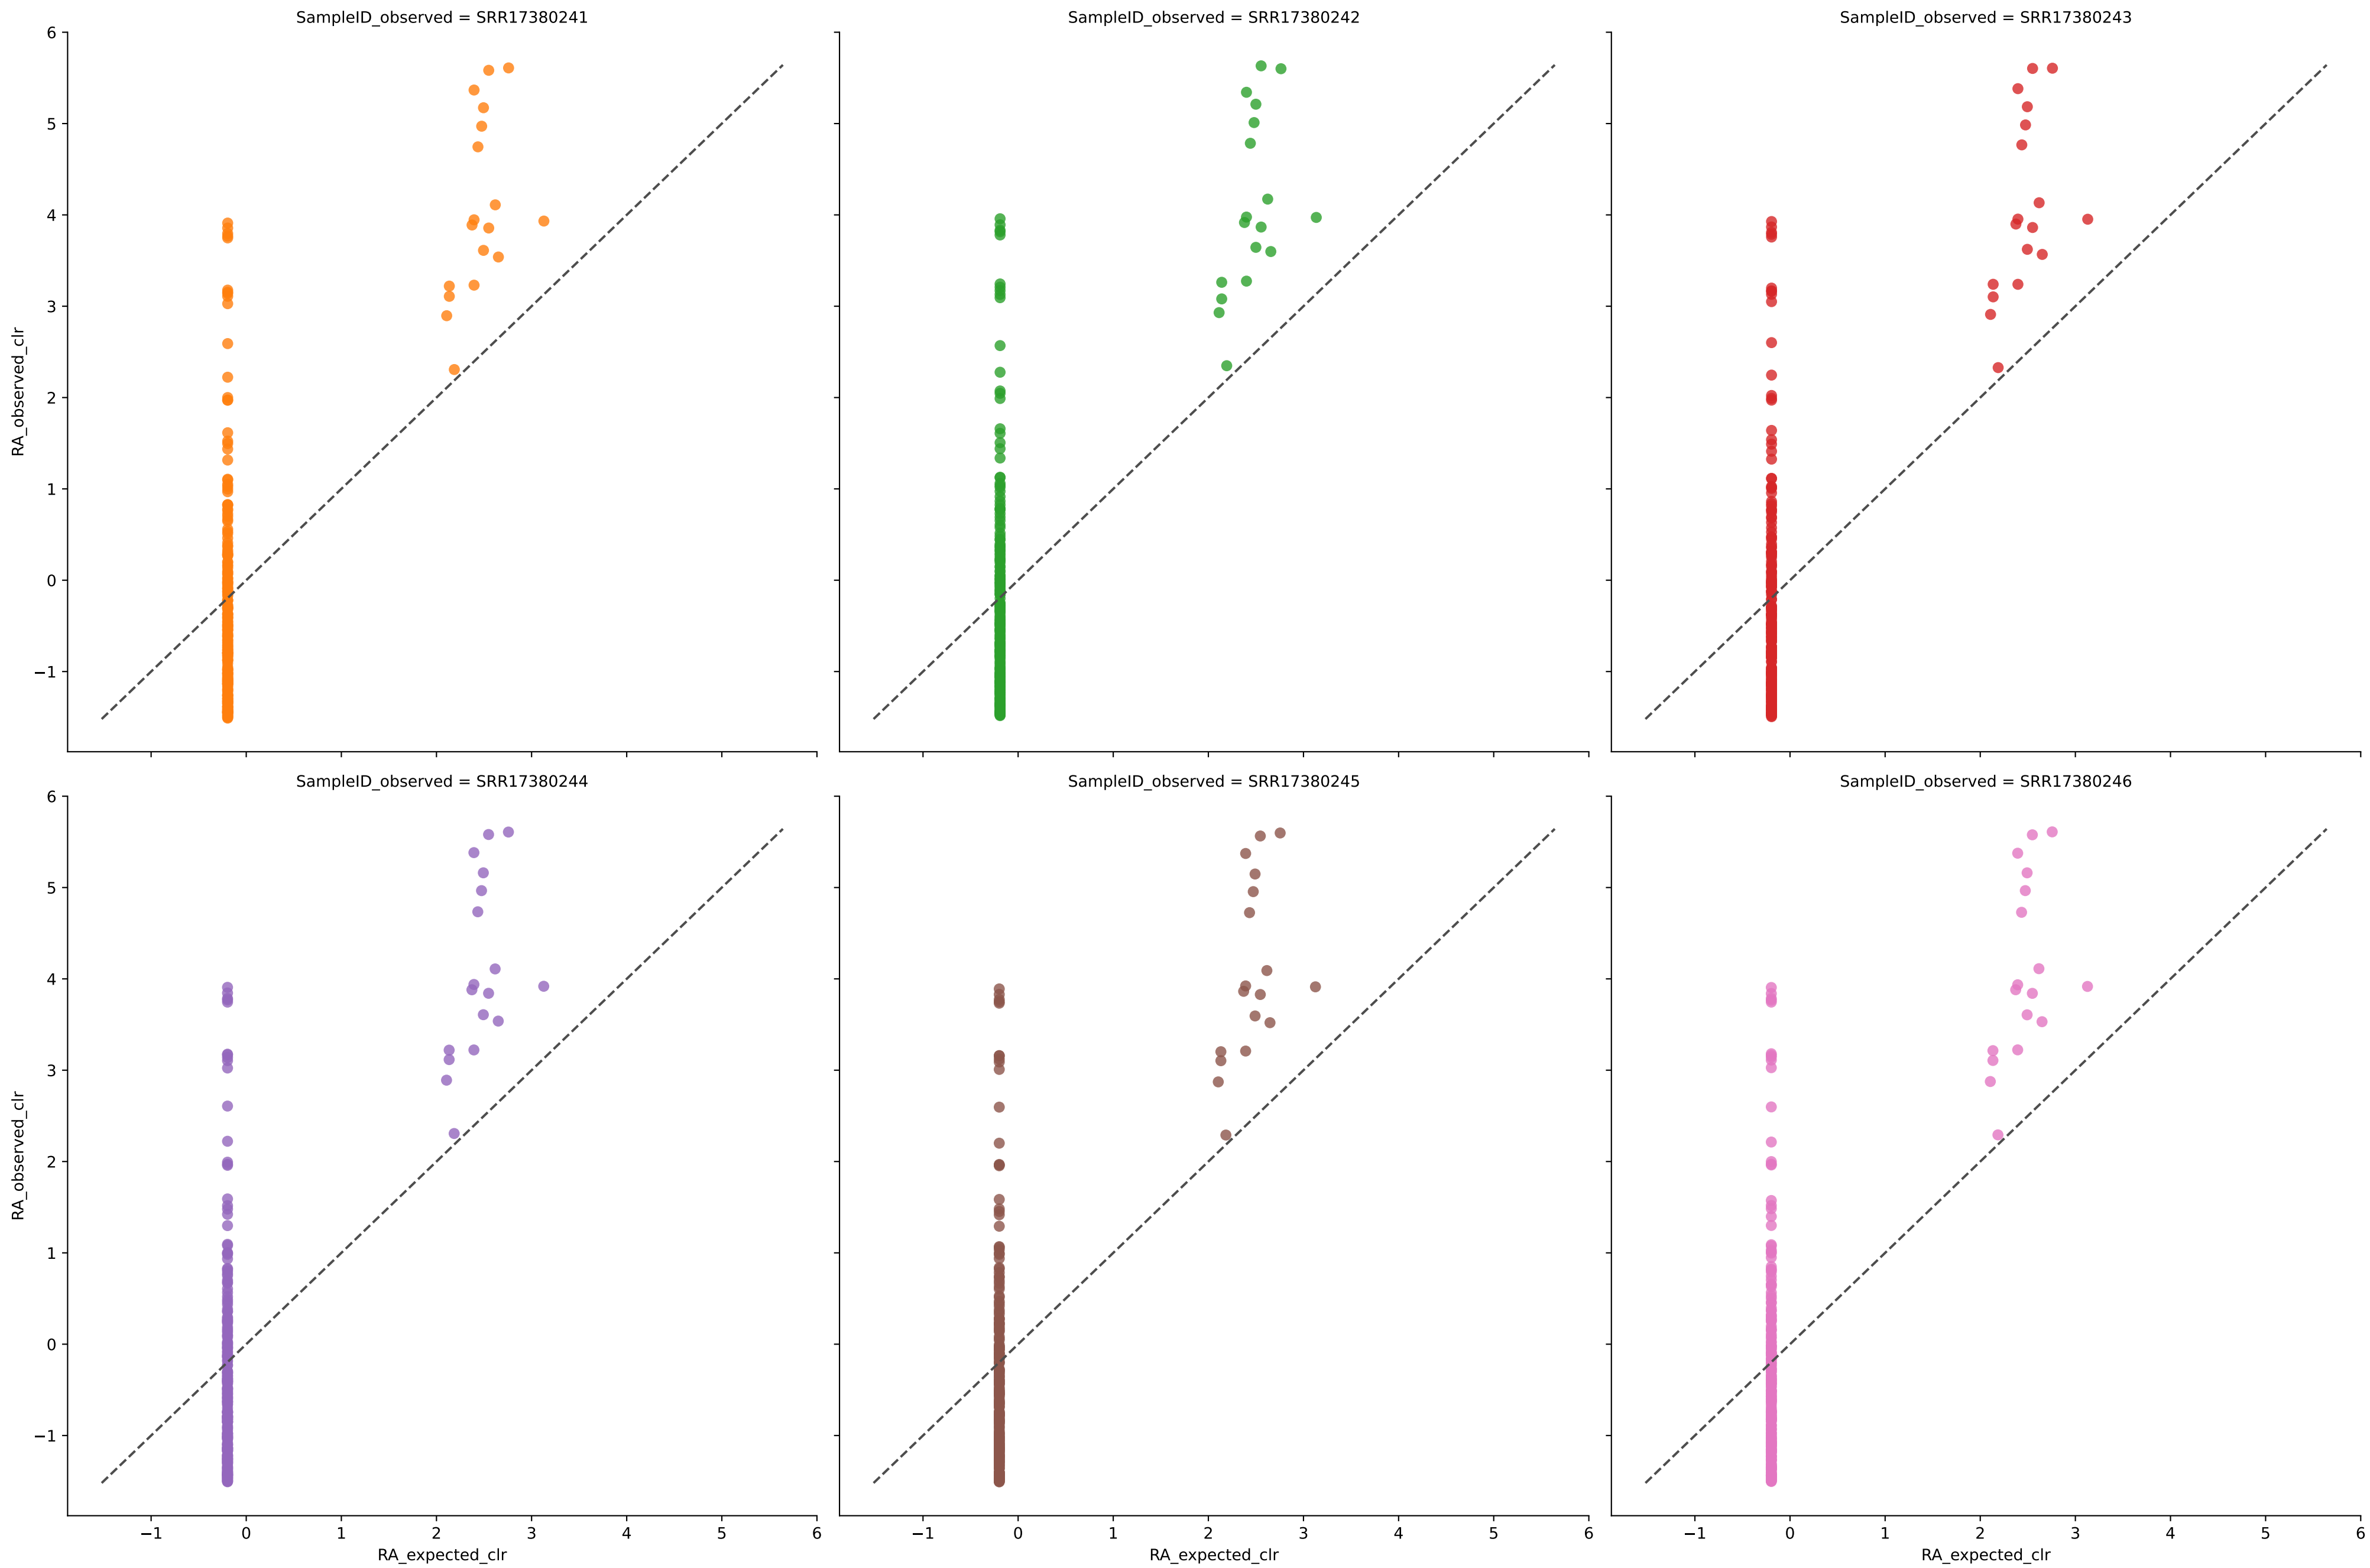 SampleID_observed = SRR17380241
SampleID_observed = SRR17380242
SampleID_observed = SRR17380243
6
5
4
3
2
1
0
−1
RA_observed_clr
SampleID_observed = SRR17380244
SampleID_observed = SRR17380245
SampleID_observed = SRR17380246
6
5
4
3
2
1
0
−1
RA_observed_clr
−1 0 1 2 3 4 5 6
−1 0 1 2 3 4 5 6
−1 0 1 2 3 4 5 6
RA_expected_clr
RA_expected_clr
RA_expected_clr